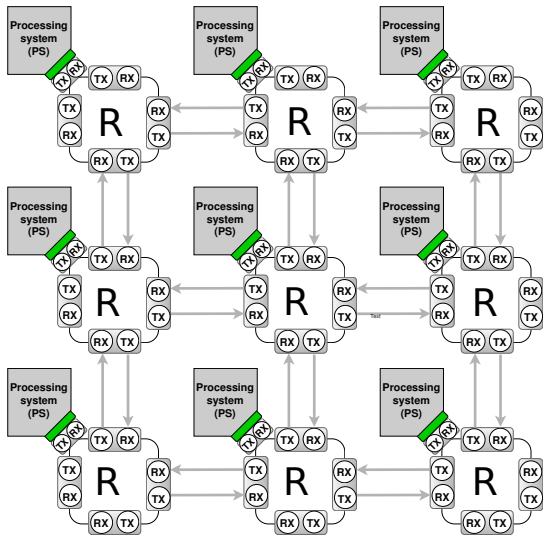 Processing
system
(PS)
Processing
system
(PS)
Processing
system
(PS)
TX RX
TX RX
TX RX
TX RX
TX RX
TX RX
TX
RX
R
RX
TX
TX
RX
R
RX
TX
TX
RX
R
RX
TX
RX TX
RX TX
RX TX
Processing
system
(PS)
Processing
system
(PS)
Processing
system
(PS)
TX RX
TX RX
TX RX
TX RX
TX RX
TX RX
TX
RX
R
RX
TX
TX
RX
R
RX
TX
Test
TX
RX
R
RX
TX
RX TX
RX TX
RX TX
Processing
system
(PS)
Processing
system
(PS)
Processing
system
(PS)
TX RX
TX RX
TX RX
TX RX
TX RX
TX RX
TX
RX
R
RX
TX
TX
RX
R
RX
TX
TX
RX
R
RX
TX
RX TX
RX TX
RX TX